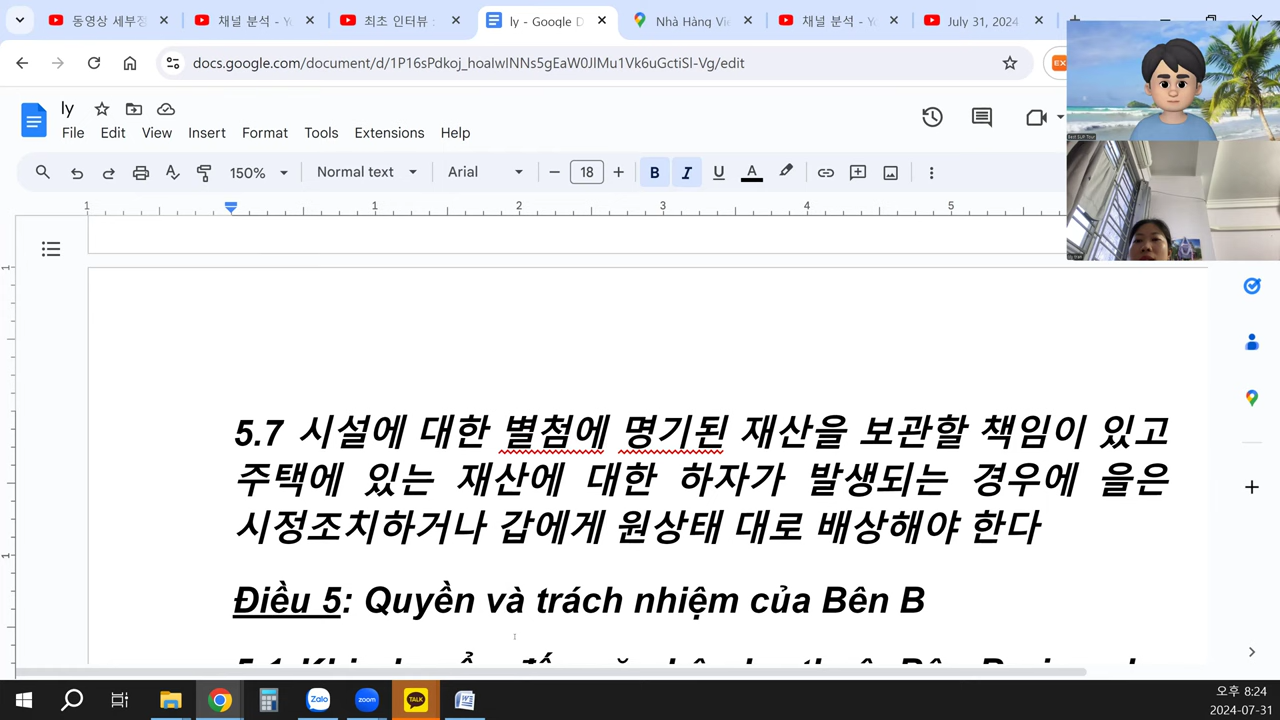 동영상 세부정
채널 분석 - Yo
최초 인터뷰 :
ly - Google D
Nhà Hàng Vie
채널 분석 - Yo
July 31, 2024
docs.google.com/document/d/
ly
File Edit View Insert Format Tools Extensions Help
150% Normal text Arial 18 B I U A
1 1 2 3 4 5
5.7 시설에 대한 별첨에 명기된 재산을 보관할 책임이 있고
주택에 있는 재산에 대한 하자가 발생되는 경우에 을은
시정조치하거나 갑에게 원상태 대로 배상해야 한다
Điều 5: Quyền và trách nhiệm của Bên B
Zalo
zoom
TALK
오후 8:24
2024-07-31